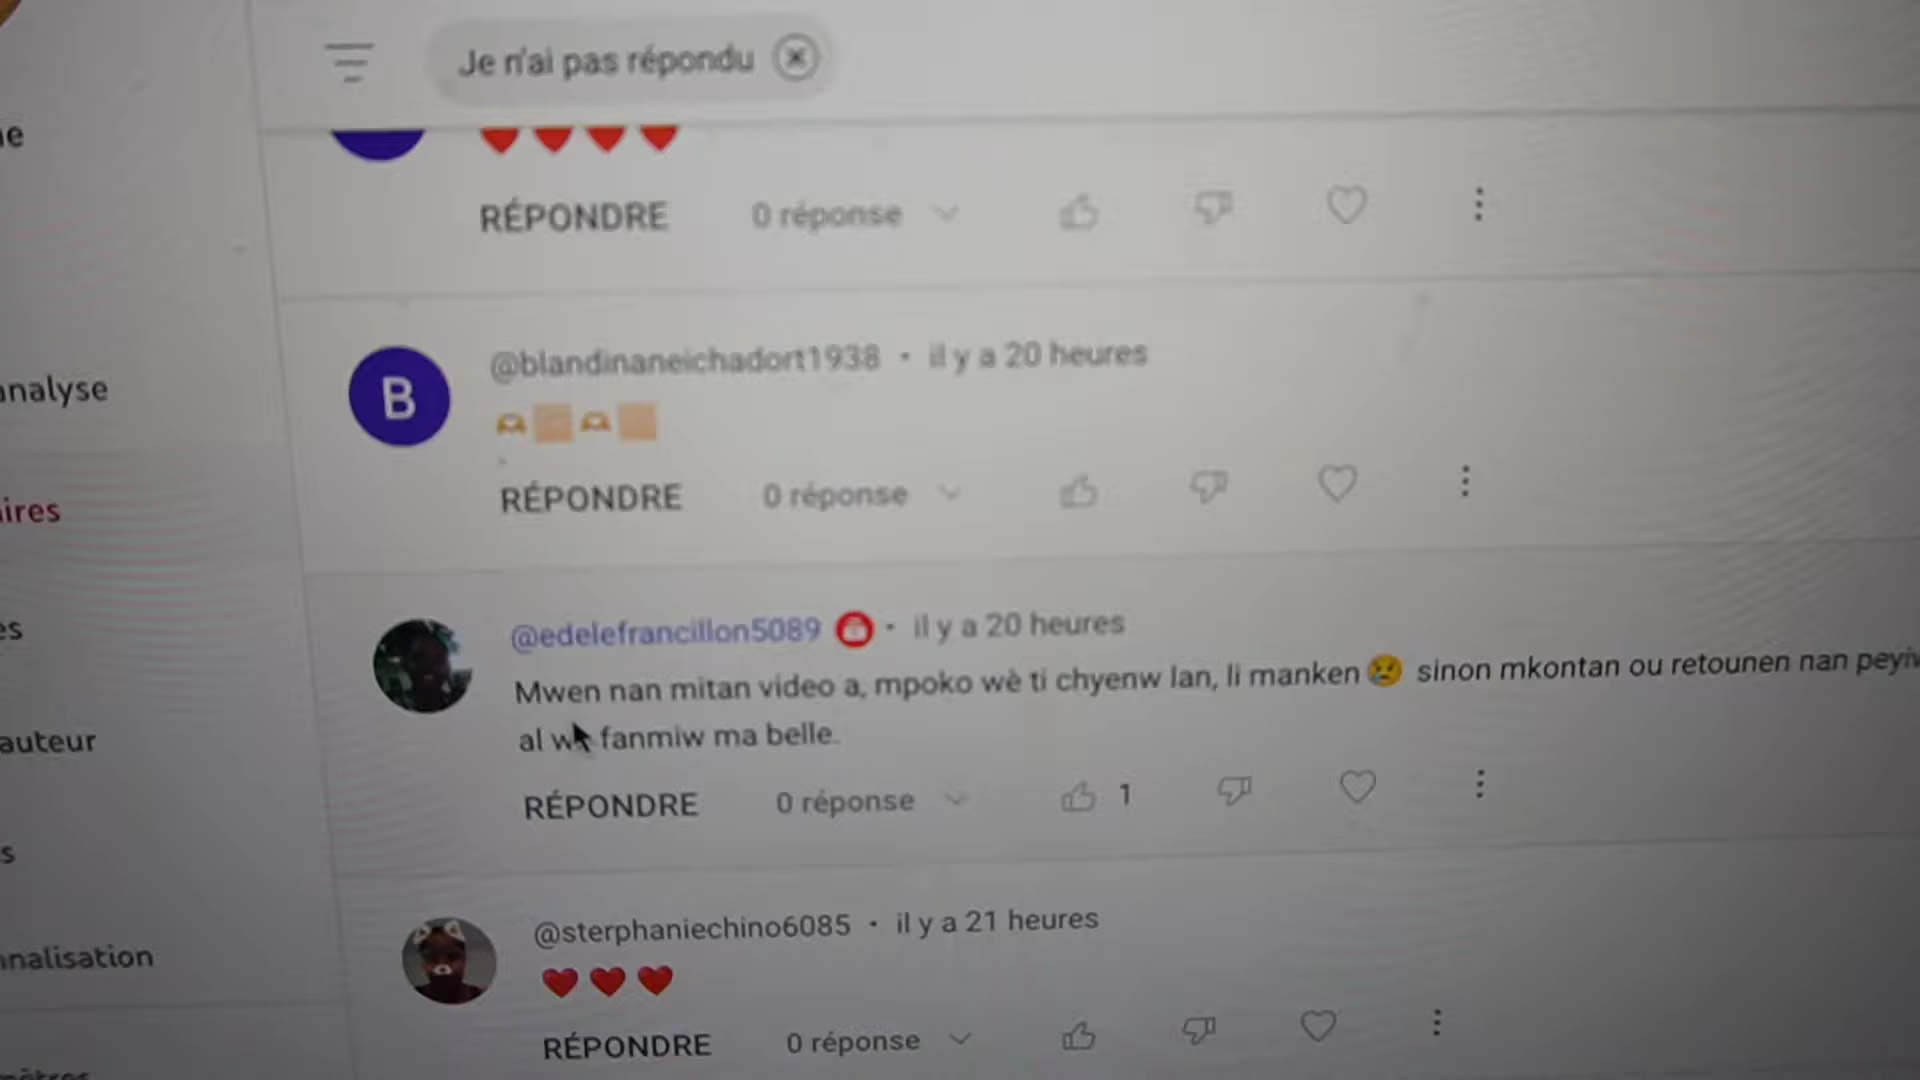 Je n'ai pas répondu
RÉPONDRE 0 réponse
analyse
@blandinaneichadort1938 • il y a 20 heures
B
RÉPONDRE 0 réponse
@edelefrancillon5089 • il y a 20 heures
Mwen nan mitan video a, mpoko wè ti chyenw lan, li manken 😢 sinon mkontan ou retounen nan
al fanmiw ma belle.
auteur
RÉPONDRE 0 réponse 1
@sterphaniechino6085 • il y a 21 heures
❤️❤️❤️
nalisation
RÉPONDRE 0 réponse